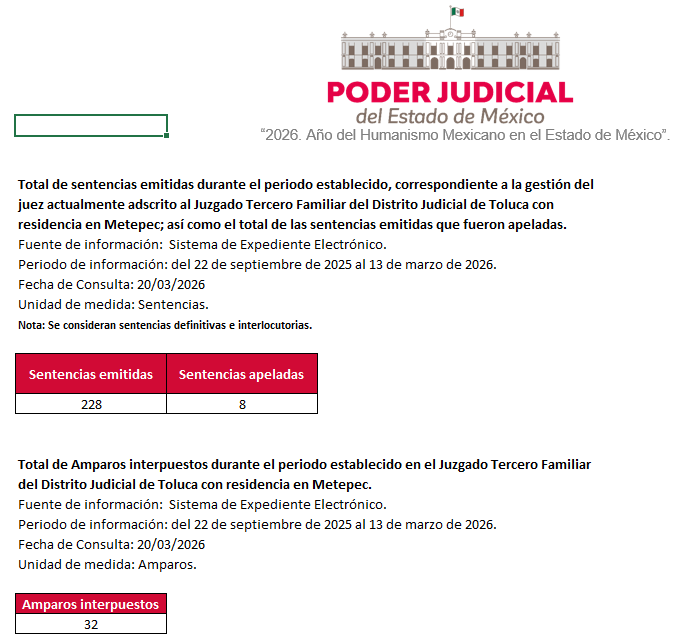 PODER JUDICIAL
del Estado de México
“2026. Año del Humanismo Mexicano en el Estado de México”.
Total de sentencias emitidas durante el periodo establecido, correspondiente a la gestión del
juez actualmente adscrito al Juzgado Tercero Familiar del Distrito Judicial de Toluca con
residencia en Metepec; así como el total de las sentencias emitidas que fueron apeladas.
Fuente de información:  Sistema de Expediente Electrónico.
Periodo de información: del 22 de septiembre de 2025 al 13 de marzo de 2026.
Fecha de Consulta: 20/03/2026
Unidad de medida: Sentencias.
Nota: Se consideran sentencias definitivas e interlocutorias.
Sentencias emitidas Sentencias apeladas
228 8
Total de Amparos interpuestos durante el periodo establecido en el Juzgado Tercero Familiar
del Distrito Judicial de Toluca con residencia en Metepec.
Fuente de información:  Sistema de Expediente Electrónico.
Periodo de información: del 22 de septiembre de 2025 al 13 de marzo de 2026.
Fecha de Consulta: 20/03/2026
Unidad de medida: Amparos.
Amparos interpuestos
32